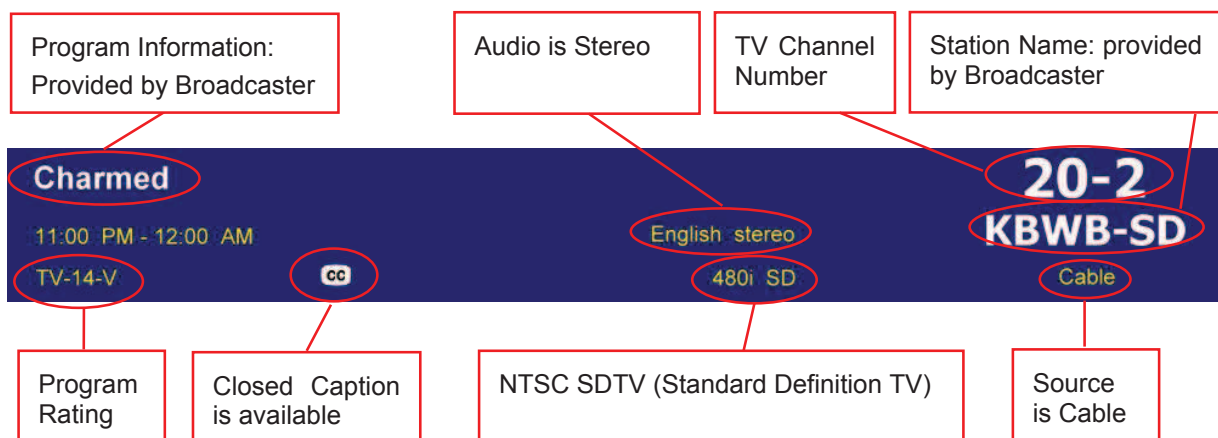 Program Information:
Provided by Broadcaster
Audio is Stereo
TV Channel
Number
Station Name: provided
by Broadcaster
Charmed
20-2
11:00 PM - 12:00 AM
English stereo
KBWB-SD
TV-14-V
CC
480i SD
Cable
Program
Rating
Closed Caption
is available
NTSC SDTV (Standard Definition TV)
Source
is Cable